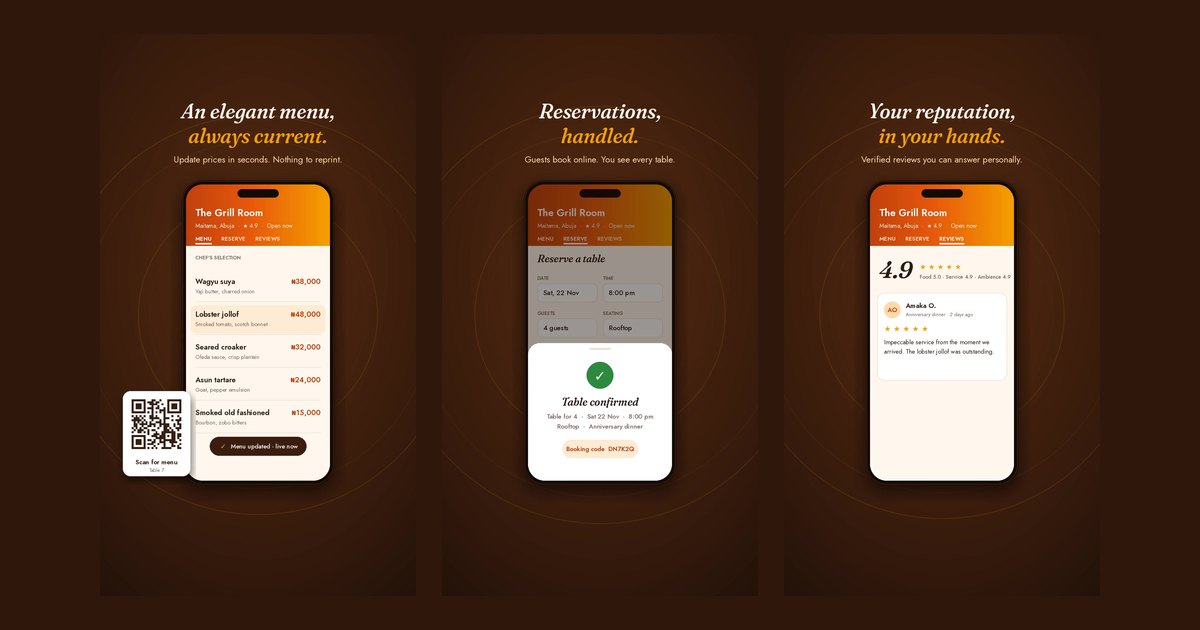 An elegant menu,
always current.
Update prices in seconds. Nothing to reprint.
The Grill Room
Maitama, Abuja · ★ 4.9 · Open now
MENU RESERVE REVIEWS
CHEF'S SELECTION
Wagyu suya ₦38,000
Yaji butter, charred onion
Lobster jollof ₦48,000
Smoked tomato, scotch bonnet
Seared croaker ₦32,000
Ofada sauce, crisp plantain
Asun tartare ₦24,000
Goat, pepper emulsion
Smoked old fashioned ₦15,000
Bourbon, zobo bitters
✓ Menu updated · live now
Scan for menu
Table 7
Reservations,
handled.
Guests book online. You see every table.
The Grill Room
Maitama, Abuja · ★ 4.9 · Open now
MENU RESERVE REVIEWS
Reserve a table
DATE TIME
Sat, 22 Nov 8:00 pm
GUESTS SEATING
4 guests Rooftop
✓
Table confirmed
Table for 4 · Sat 22 Nov · 8:00 pm
Rooftop · Anniversary dinner
Booking code DN7K2Q
Your reputation,
in your hands.
Verified reviews you can answer personally.
The Grill Room
Maitama, Abuja · ★ 4.9 · Open now
MENU RESERVE REVIEWS
4.9 ★ ★ ★ ★ ★
Food 5.0 · Service 4.9 · Ambience 4.9
AO Amaka O.
Anniversary dinner · 2 days ago
★ ★ ★ ★ ★
Impeccable service from the moment we
arrived. The lobster jollof was outstanding.